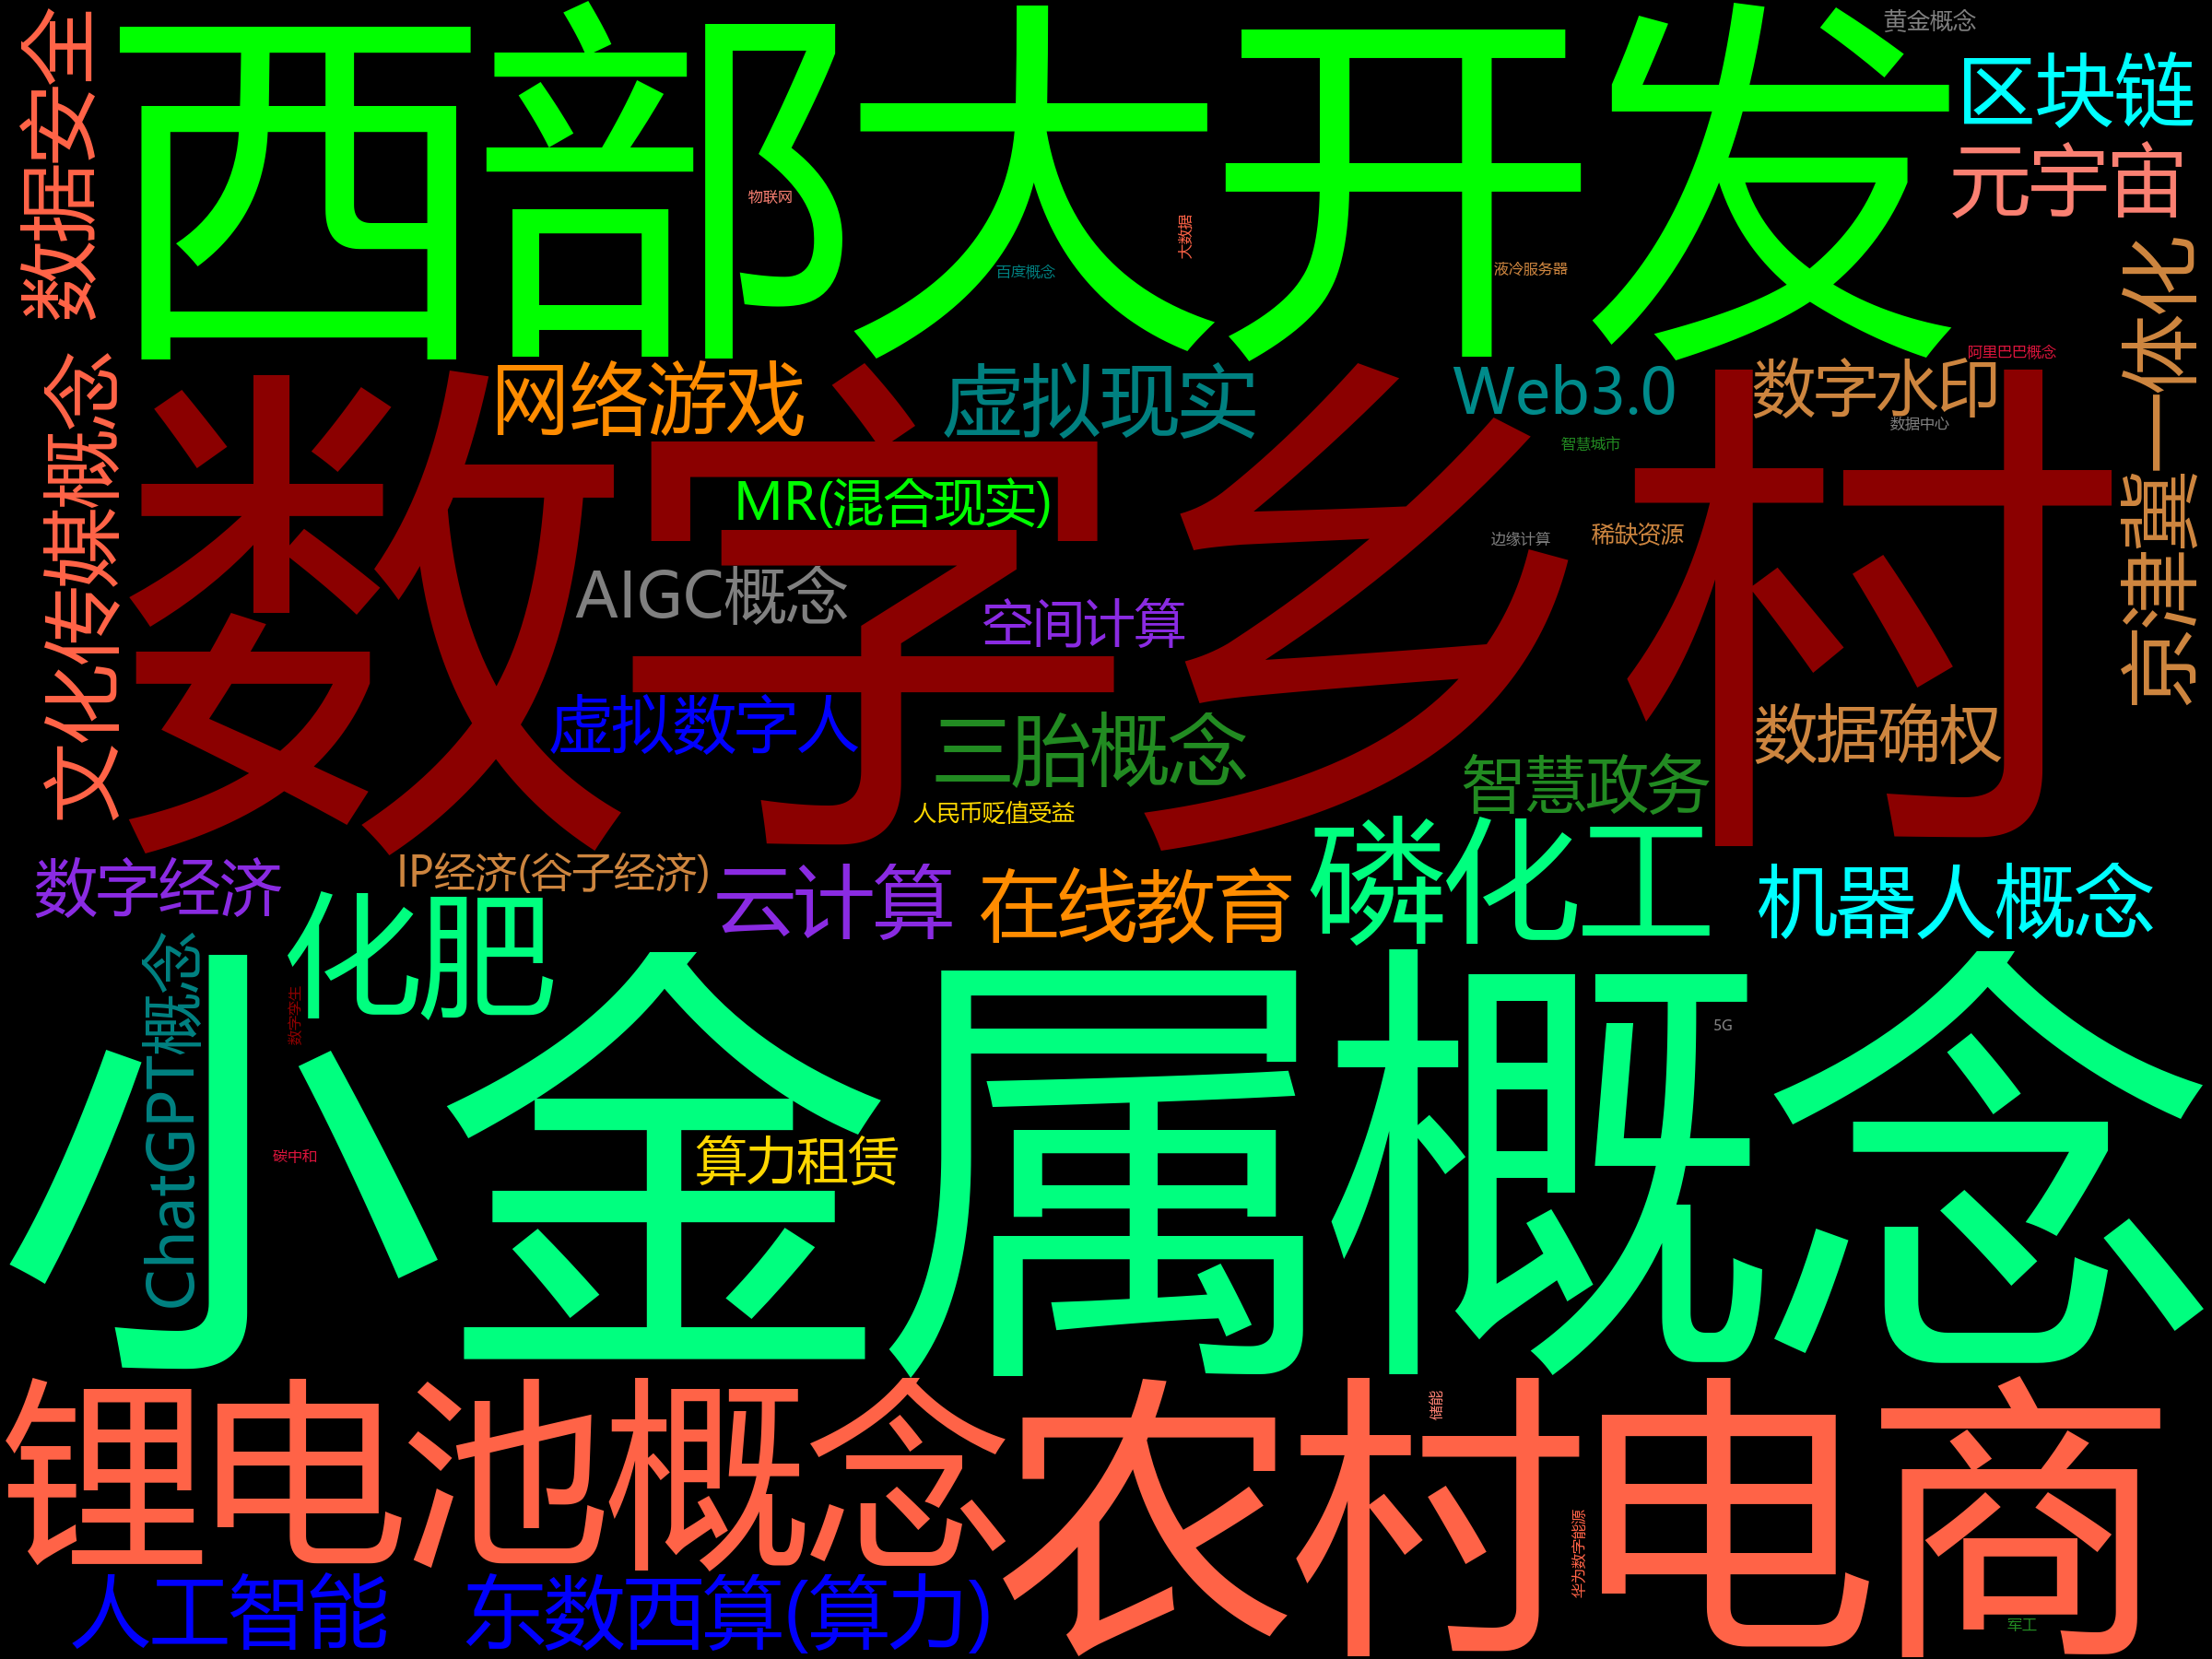 黄金概念
西部大开发
数据安全
区块链
元宇宙
物联网
大数据
百度概念
液冷服务器
京津冀一体化
阿里巴巴概念
文化传媒概念
网络游戏
虚拟现实
Web3.0
数字水印
数据中心
智慧城市
数字乡村
MR(混合现实)
稀缺资源
边缘计算
AIGC概念
空间计算
虚拟数字人
三胎概念
数据确权
智慧政务
人民币贬值受益
磷化工
数字经济
IP经济(谷子经济)
云计算
在线教育
机器人概念
化肥
ChatGPT概念
数字孪生
5G
小金属概念
碳中和
算力租赁
锂电池概念
农村电商
储能
华为数字能源
人工智能
东数西算(算力)
军工